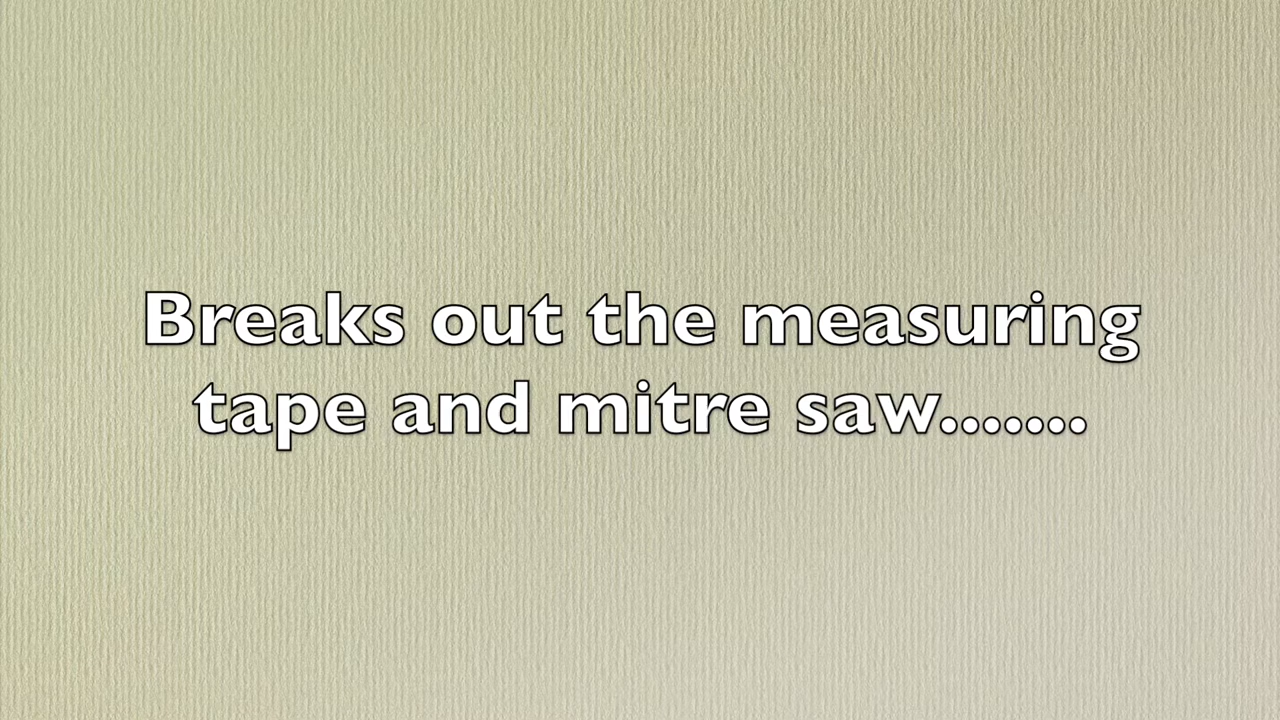 Breaks out the measuring
tape and mitre saw.......